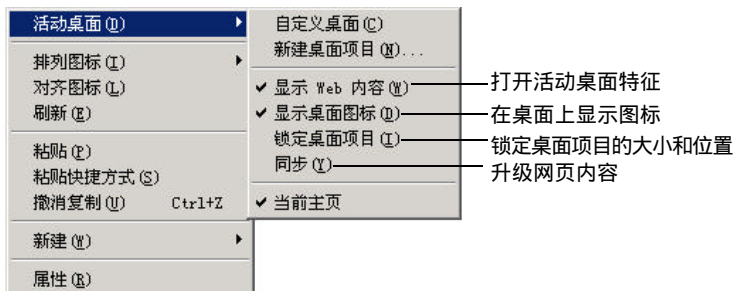 活动桌面(D)
排列图标(I)
对齐图标(L)
刷新(E)
粘贴(P)
粘贴快捷方式(S)
撤消复制(U) Ctrl+Z
新建(W)
属性(R)
自定义桌面(C)
新建桌面项目(N)...
✓ 显示 Web 内容(W)
✓ 显示桌面图标(D)
锁定桌面项目(I)
同步(Y)
✓ 当前主页
打开活动桌面特征
在桌面上显示图标
锁定桌面项目的大小和位置
升级网页内容